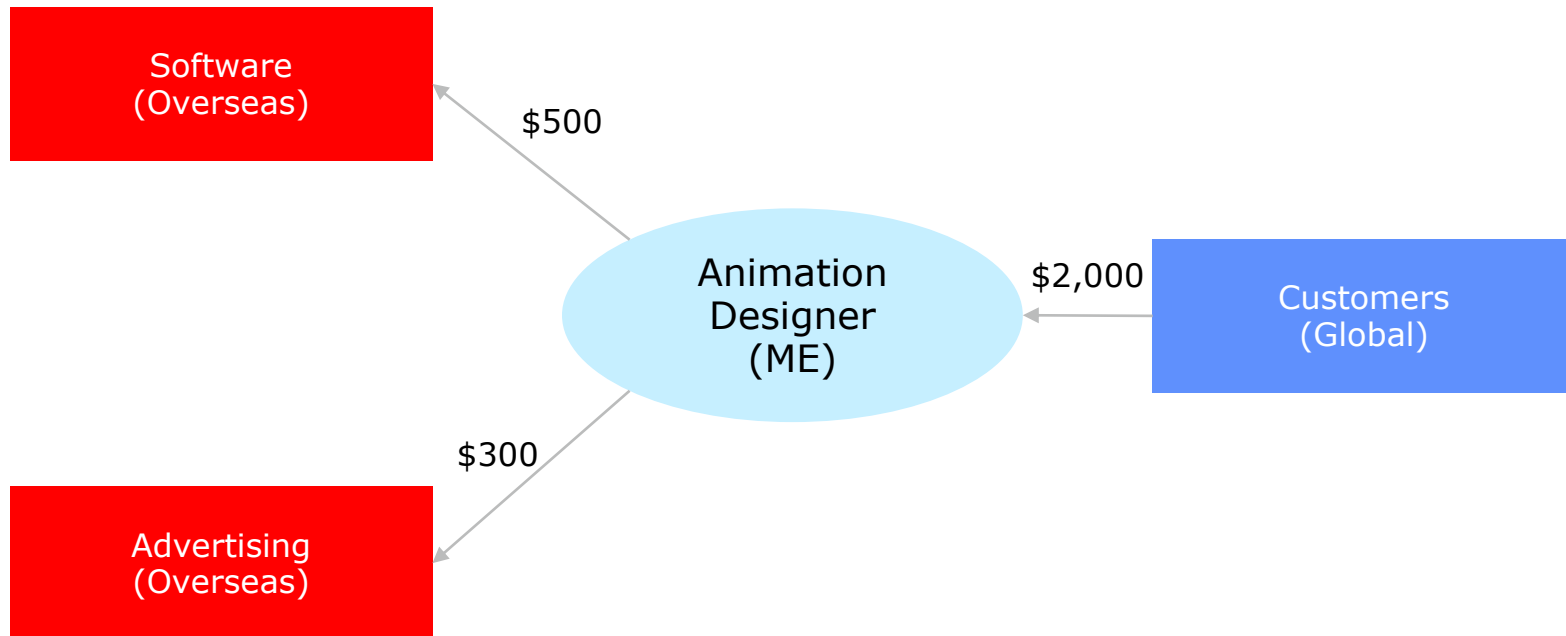 Software
(Overseas)
$500
Animation
Designer
(ME)
$2,000
Customers
(Global)
$300
Advertising
(Overseas)